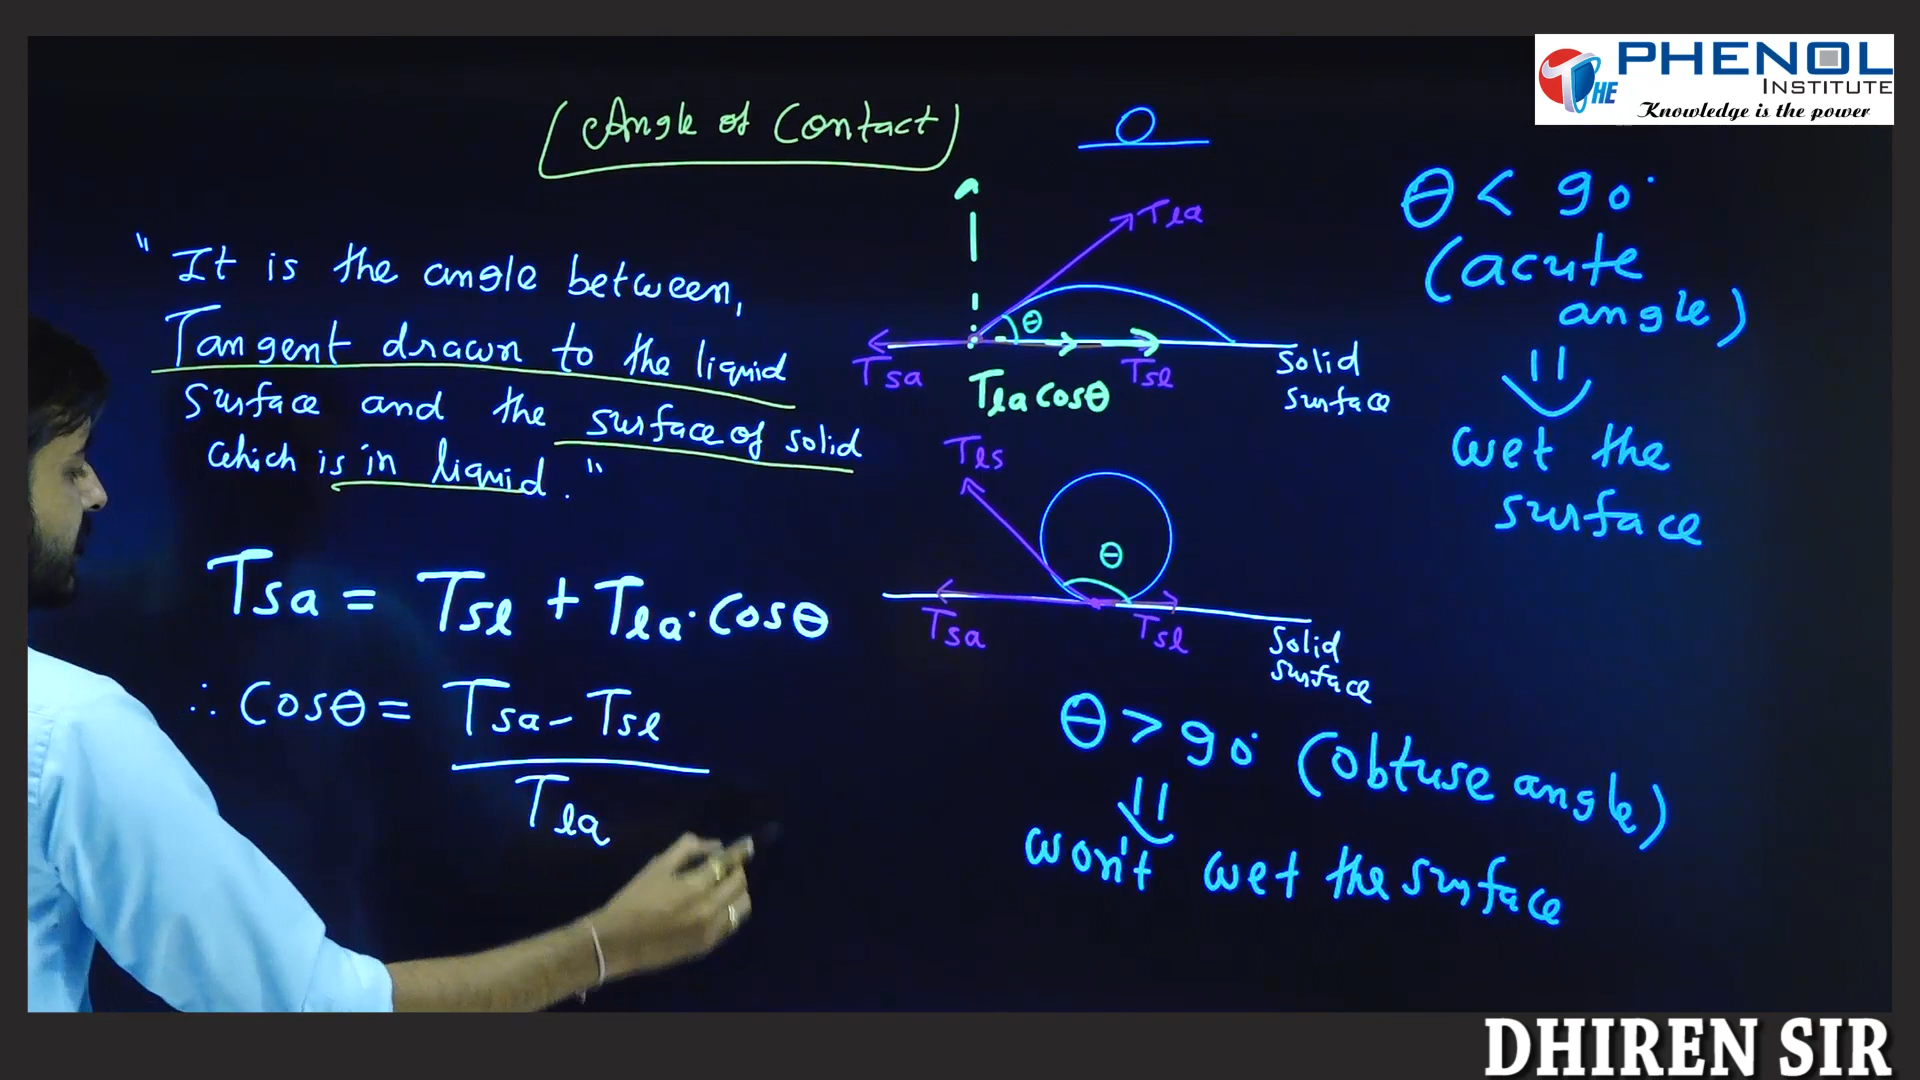 THE PHENOL
INSTITUTE
Knowledge is the power
(Angle of Contact)
"It is the angle between,
Tangent drawn to the liquid
surface and the surface of solid
which is in liquid."
Tsa = Tsl + Tla.cosθ
∴ Cosθ = Tsa - Tsl
Tla
Tla
θ
Tsa
Tsl
Tla cosθ
Solid
surface
θ < 90°
(acute
angle)
wet the
surface
Tls
θ
Tsa
Tsl
Solid
surface
θ > 90° (obtuse angle)
won't wet the surface
DHIREN SIR